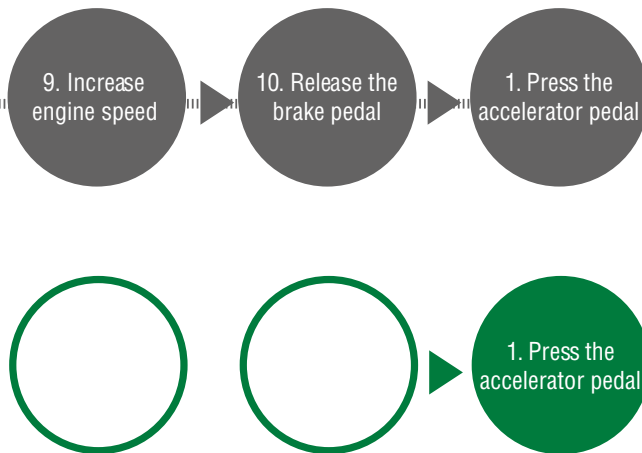 9. Increase
engine speed
10. Release the
brake pedal
1. Press the
accelerator pedal
1. Press the
accelerator pedal